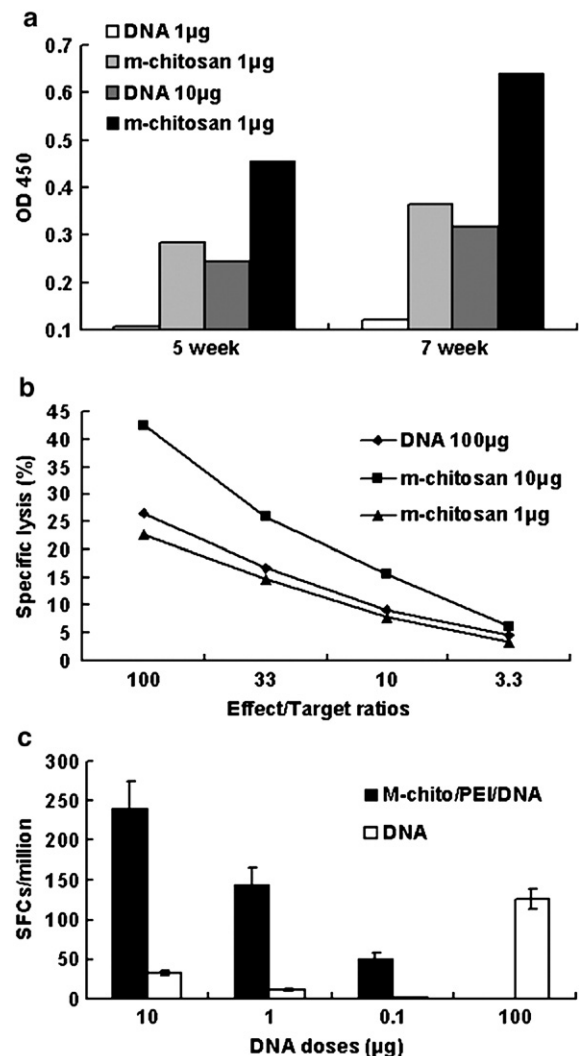 a
DNA 1µg
m-chitosan 1µg
DNA 10µg
m-chitosan 1µg
0.7
0.6
0.5
0.4
0.3
0.2
0.1
OD 450
5 week 7 week
b
DNA 100µg
m-chitosan 10µg
m-chitosan 1µg
45
40
35
30
25
20
15
10
5
0
Specific lysis (%)
100 33 10 3.3
Effect/Target ratios
c
M-chito/PEI/DNA
DNA
300
250
200
150
100
50
0
SFCs/million
10 1 0.1 100
DNA doses (µg)